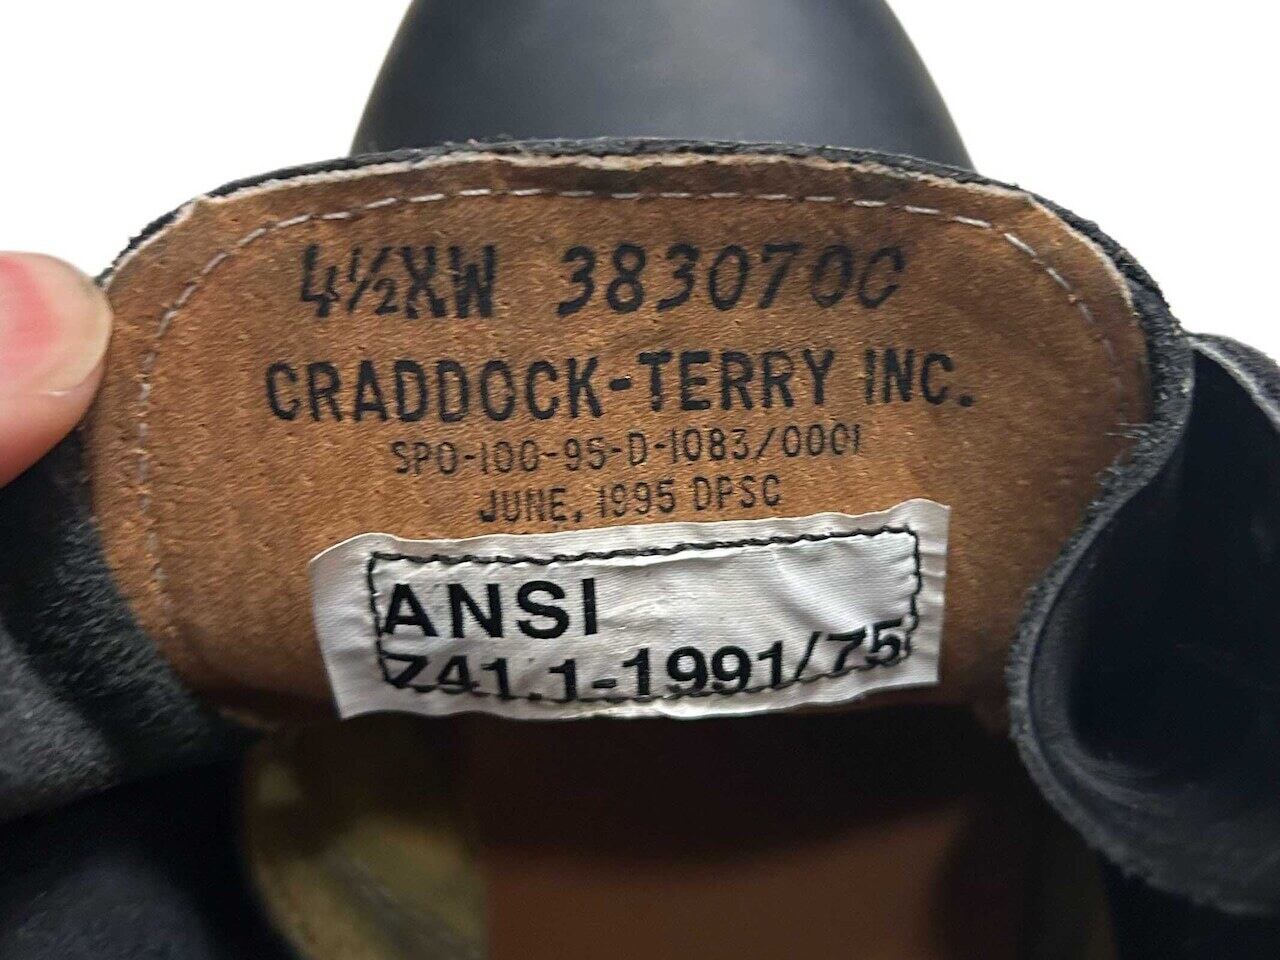 4½XW 383070C
CRADDOCK-TERRY INC.
SPO-100-95-D-1083/0001
JUNE, 1995 DPSC
ANSI
Z41.1-1991/75